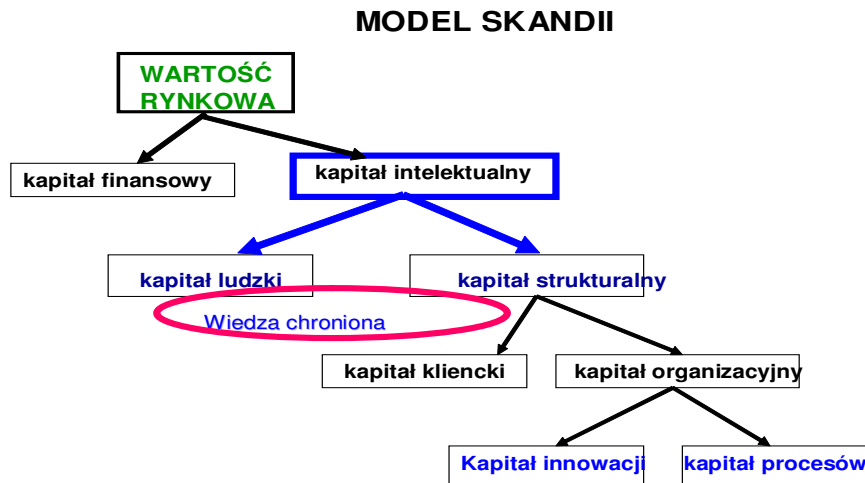 MODEL SKANDII
WARTOŚĆ
RYNKOWA
kapitał finansowy
kapitał intelektualny
kapitał ludzki
kapitał strukturalny
Wiedza chroniona
kapitał kliencki
kapitał organizacyjny
Kapitał innowacji
kapitał procesów